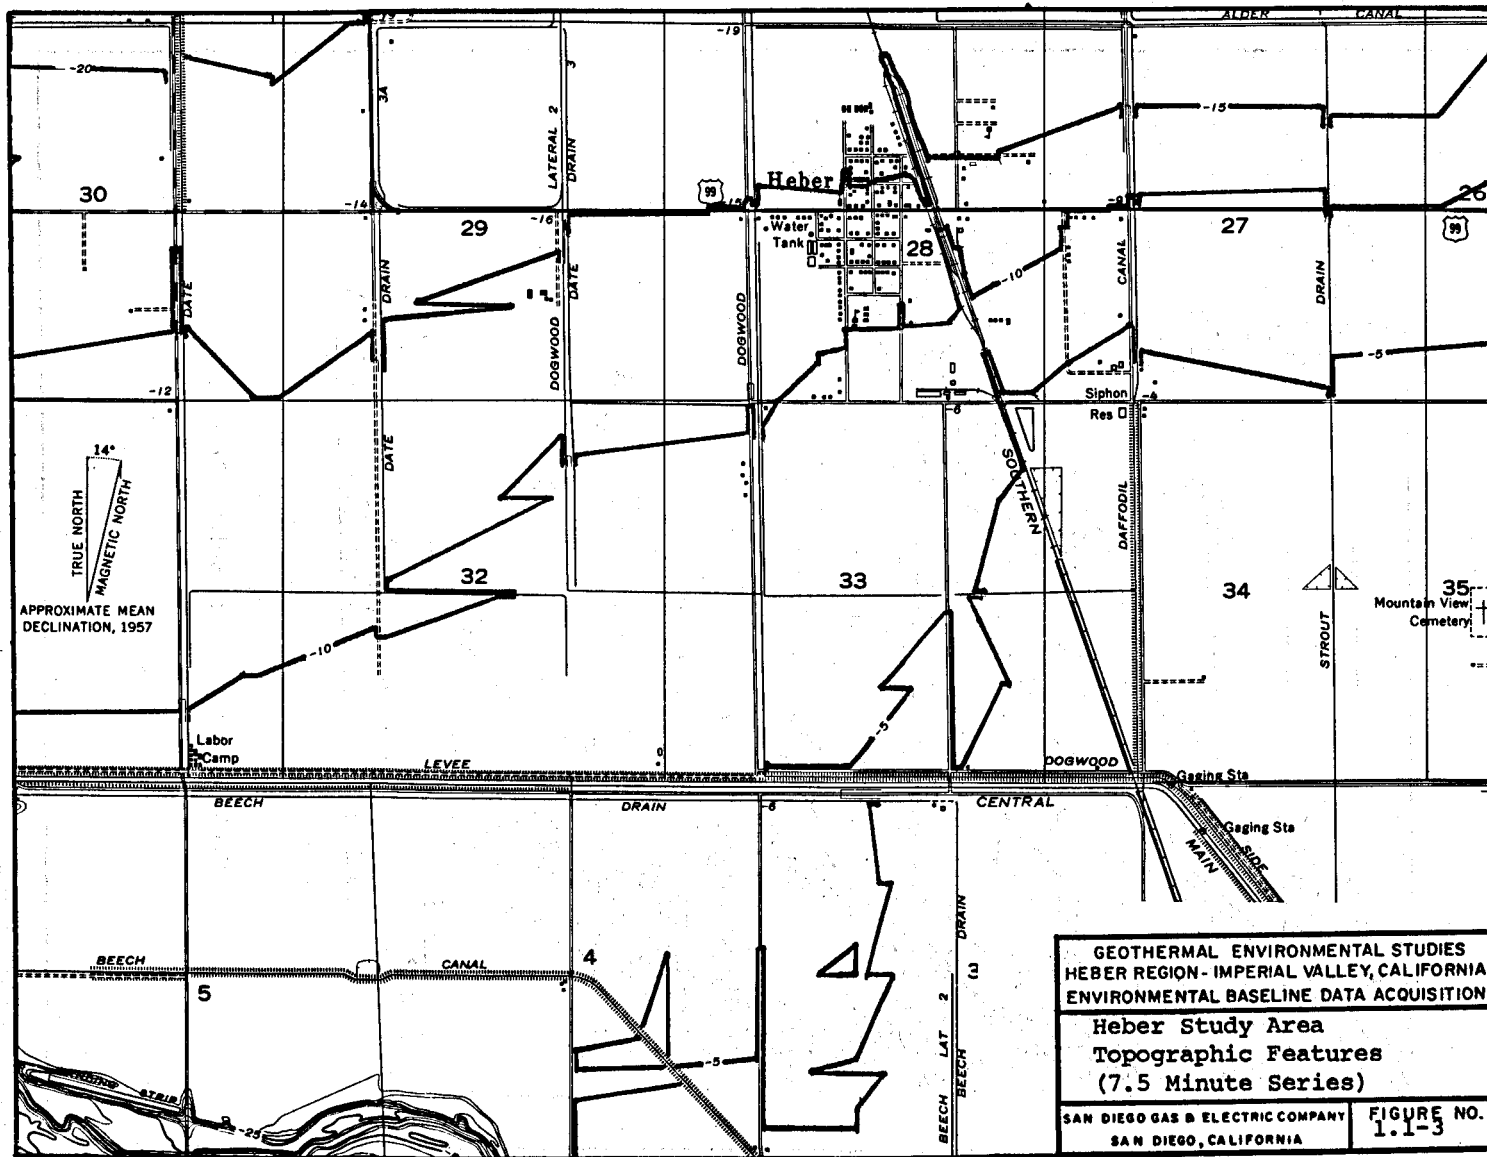 ALDER CANAL
-19
-20
3A
LATERAL 2
DRAIN 3
-15
30
99
Heber
-15
-14
-16
-9
26
29
Water
Tank
28
27
99
DATE
DRAIN
DATE
DOGWOOD
DOGWOOD
-10
CANAL
DRAIN
-5
-12
Siphon
-4
-6
Res
14°
TRUE NORTH
MAGNETIC NORTH
DATE
SOUTHERN
DAFFODIL
APPROXIMATE MEAN
DECLINATION, 1957
32
33
34
35
Mountain View
Cemetery
STROUT
-10
-5
Labor
Camp
LEVEE
DOGWOOD
Gaging Sta
BEECH
DRAIN
-6
CENTRAL
Gaging Sta
MAIN
SIDE
BEECH
CANAL
4
5
DRAIN
3
BEECH LAT 2
BEECH
-5
LANDING STRIP
-25
GEOTHERMAL ENVIRONMENTAL STUDIES
HEBER REGION - IMPERIAL VALLEY, CALIFORNIA
ENVIRONMENTAL BASELINE DATA ACQUISITION
Heber Study Area
Topographic Features
(7.5 Minute Series)
SAN DIEGO GAS & ELECTRIC COMPANY
SAN DIEGO, CALIFORNIA
FIGURE NO.
1.1-3